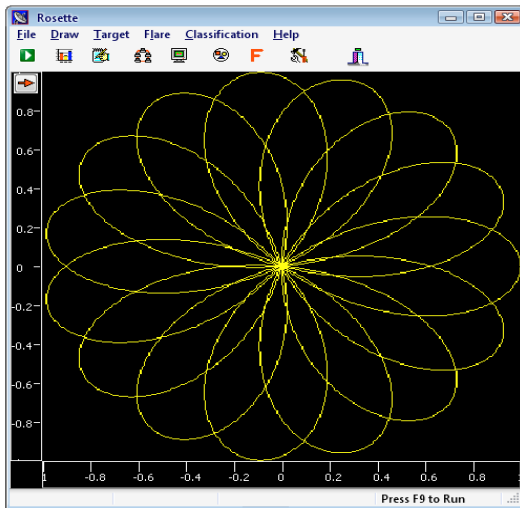 Rosette
File Draw Target Flare Classification Help
F
0.8
0.6
0.4
0.2
0
-0.2
-0.4
-0.6
-0.8
1 -0.8 -0.6 -0.4 -0.2 0 0.2 0.4 0.6 0.8 1
Press F9 to Run